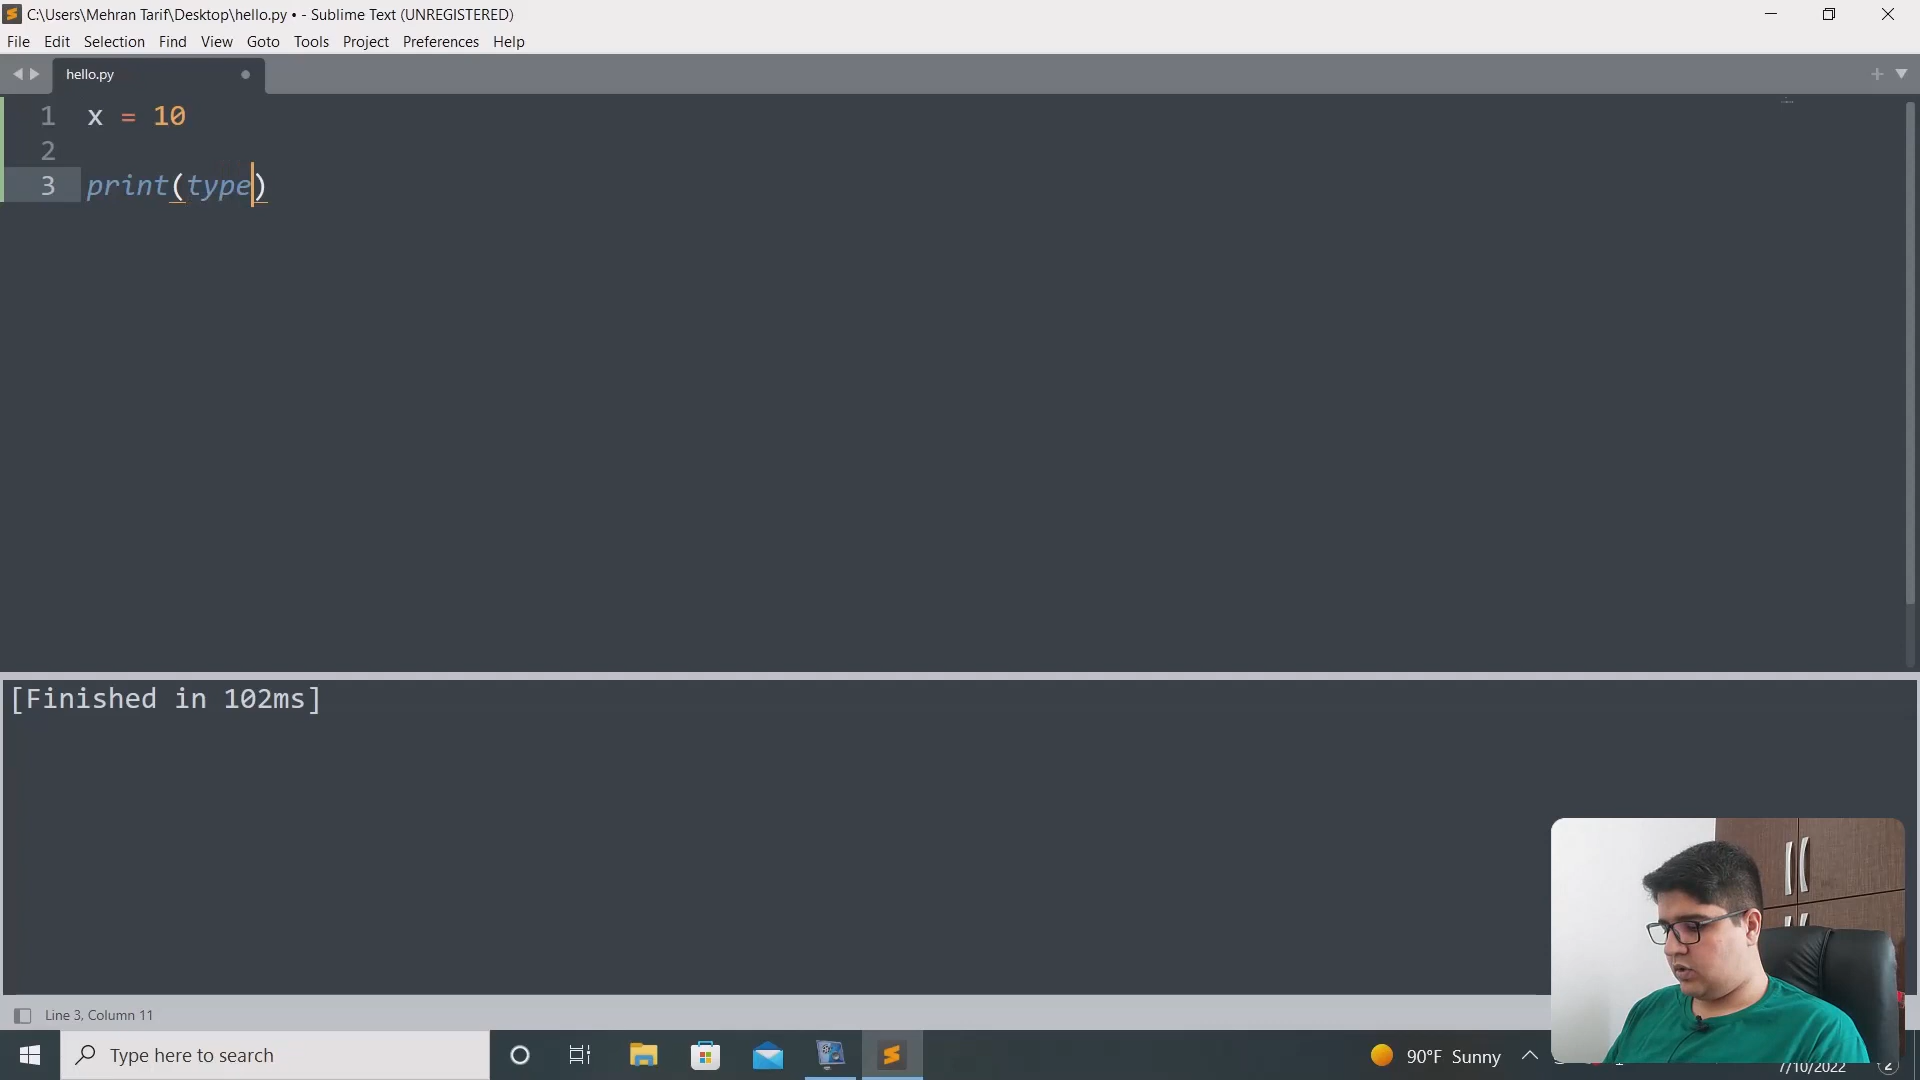 C:\Users\Mehran Tarif\Desktop\hello.py • - Sublime Text (UNREGISTERED)
File Edit Selection Find View Goto Tools Project Preferences Help
hello.py
1 x = 10
2
3 print(type)
[Finished in 102ms]
Line 3, Column 11
Type here to search
90°F Sunny
7/10/2022
2